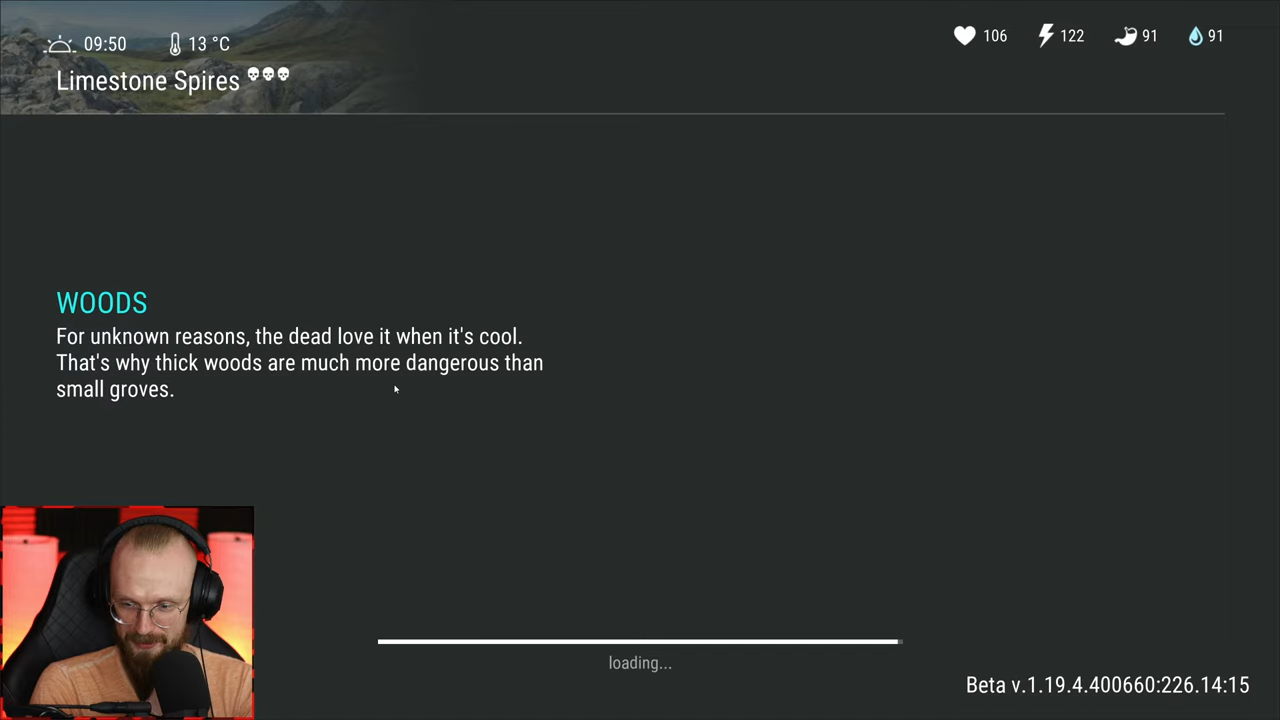 09:50 13 °C
106 122 91 91
Limestone Spires
WOODS
For unknown reasons, the dead love it when it's cool.
That's why thick woods are much more dangerous than
small groves.
loading...
Beta v.1.19.4.400660:226.14:15